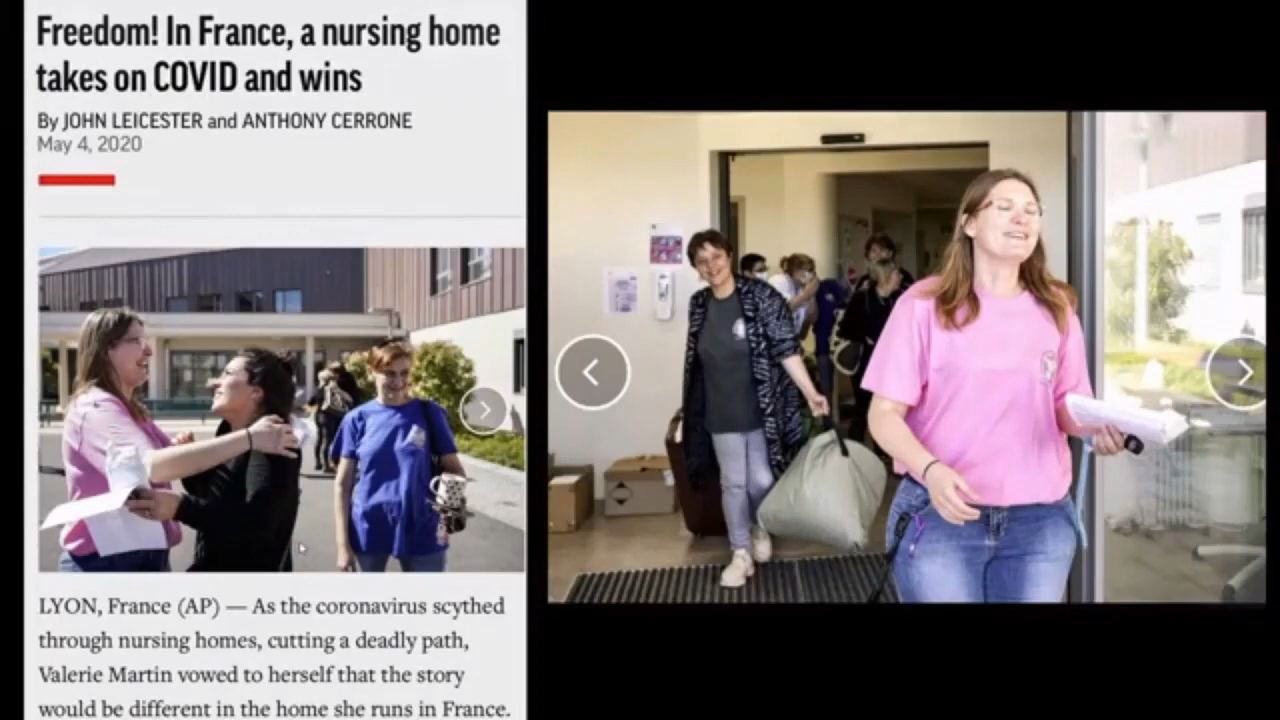 Freedom! In France, a nursing home
takes on COVID and wins
By JOHN LEICESTER and ANTHONY CERRONE
May 4, 2020
LYON, France (AP) — As the coronavirus scythed
through nursing homes, cutting a deadly path,
Valerie Martin vowed to herself that the story
would be different in the home she runs in France.